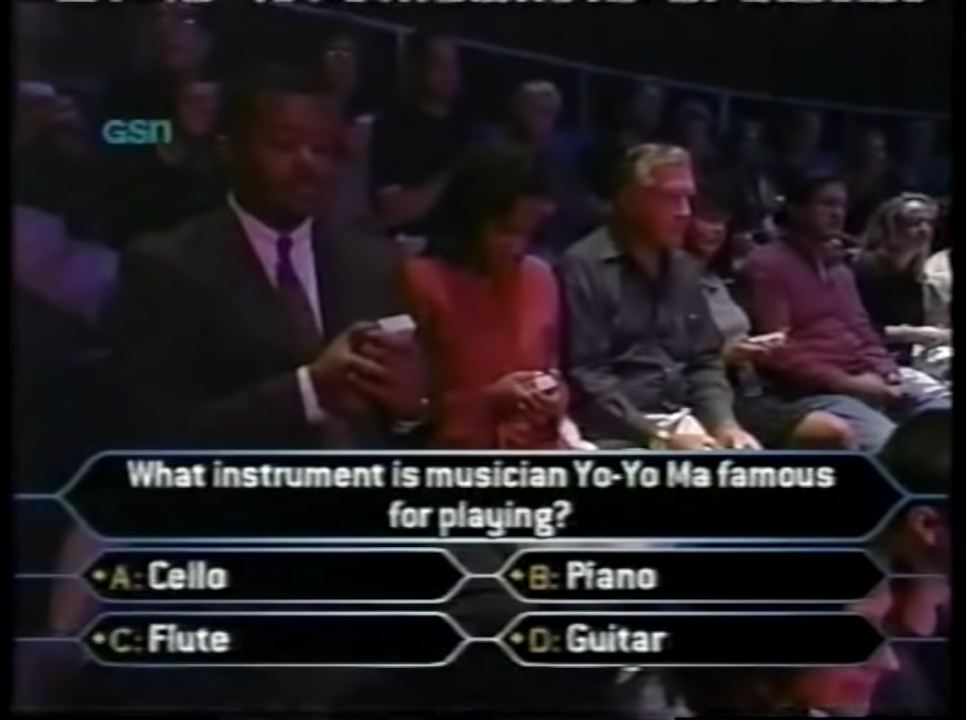 GSN
What instrument is musician Yo-Yo Ma famous
for playing?
A: Cello
B: Piano
C: Flute
D: Guitar